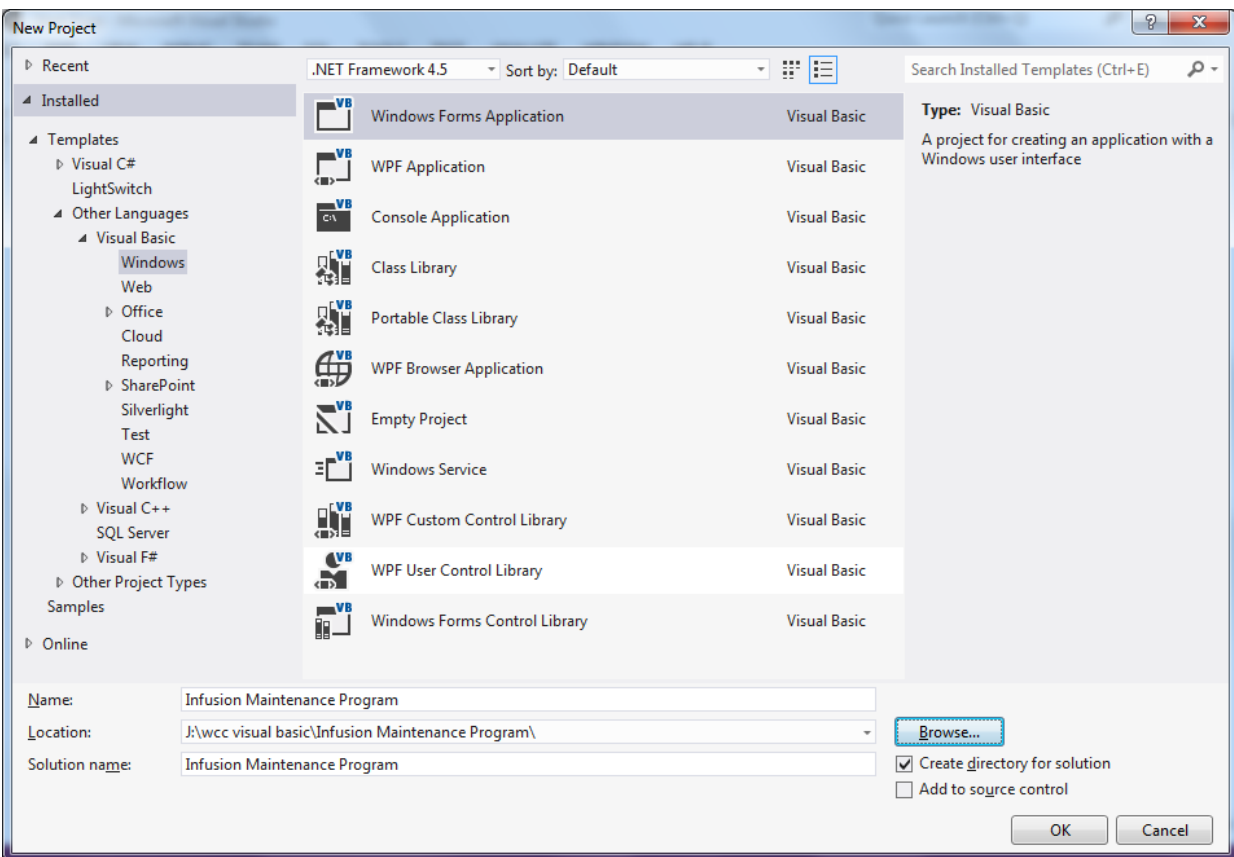 New Project
Recent
Installed
Templates
Visual C#
LightSwitch
Other Languages
Visual Basic
Windows
Web
Office
Cloud
Reporting
SharePoint
Silverlight
Test
WCF
Workflow
Visual C++
SQL Server
Visual F#
Other Project Types
Samples
Online
.NET Framework 4.5 Sort by: Default
Windows Forms Application Visual Basic
WPF Application Visual Basic
Console Application Visual Basic
Class Library Visual Basic
Portable Class Library Visual Basic
WPF Browser Application Visual Basic
Empty Project Visual Basic
Windows Service Visual Basic
WPF Custom Control Library Visual Basic
WPF User Control Library Visual Basic
Windows Forms Control Library Visual Basic
Search Installed Templates (Ctrl+E)
Type: Visual Basic
A project for creating an application with a
Windows user interface
Name: Infusion Maintenance Program
Location: J:\wcc visual basic\Infusion Maintenance Program\
Browse...
Solution name: Infusion Maintenance Program
Create directory for solution
Add to source control
OK Cancel